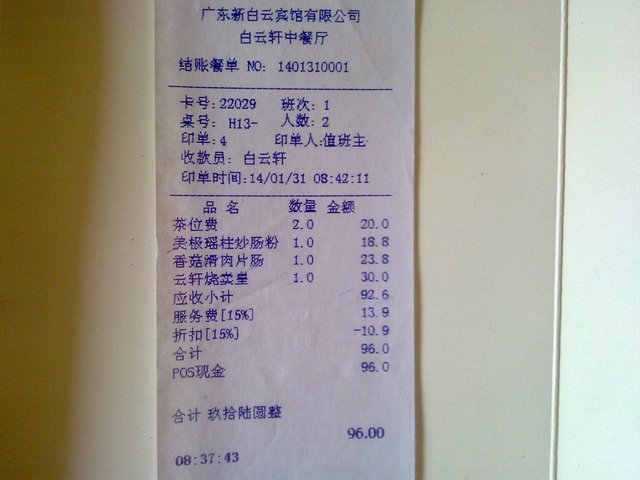 广东新白云宾馆有限公司
白云轩中餐厅
结账餐单 NO: 1401310001
卡号:22029 班次: 1
桌号: H13- 人数: 2
印单:4 印单人:值班主
收款员: 白云轩
印单时间:14/01/31 08:42:11
品 名 数量 金额
茶位费 2.0 20.0
美极瑶柱炒肠粉 1.0 18.8
香菇滑肉片肠 1.0 23.8
云轩烧卖皇 1.0 30.0
应收小计 92.6
服务费[15%] 13.9
折扣[15%] -10.9
合计 96.0
POS现金 96.0
合计 玖拾陆圆整
96.00
08:37:43